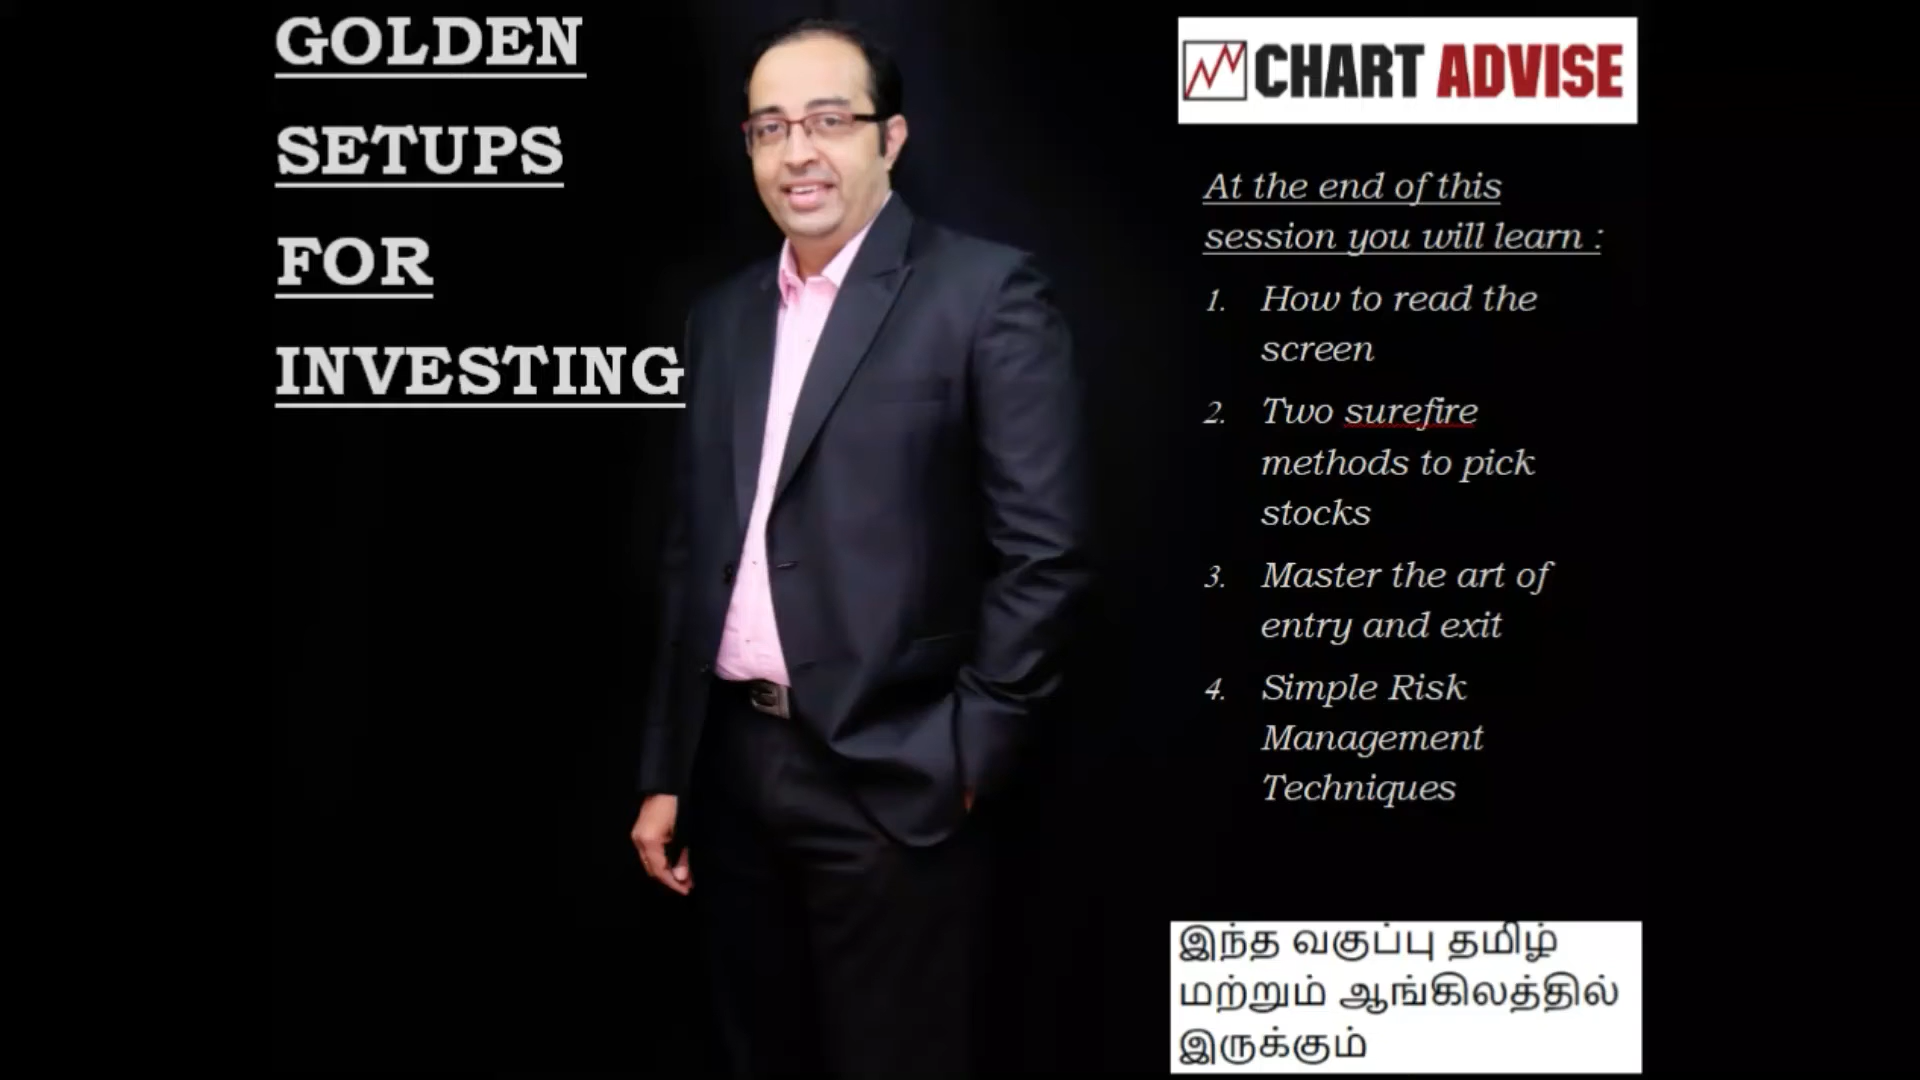 GOLDEN
SETUPS
FOR
INVESTING
CHART ADVISE
At the end of this
session you will learn :
1. How to read the
screen
2. Two surefire
methods to pick
stocks
3. Master the art of
entry and exit
4. Simple Risk
Management
Techniques
இந்த வகுப்பு தமிழ்
மற்றும் ஆங்கிலத்தில்
இருக்கும்